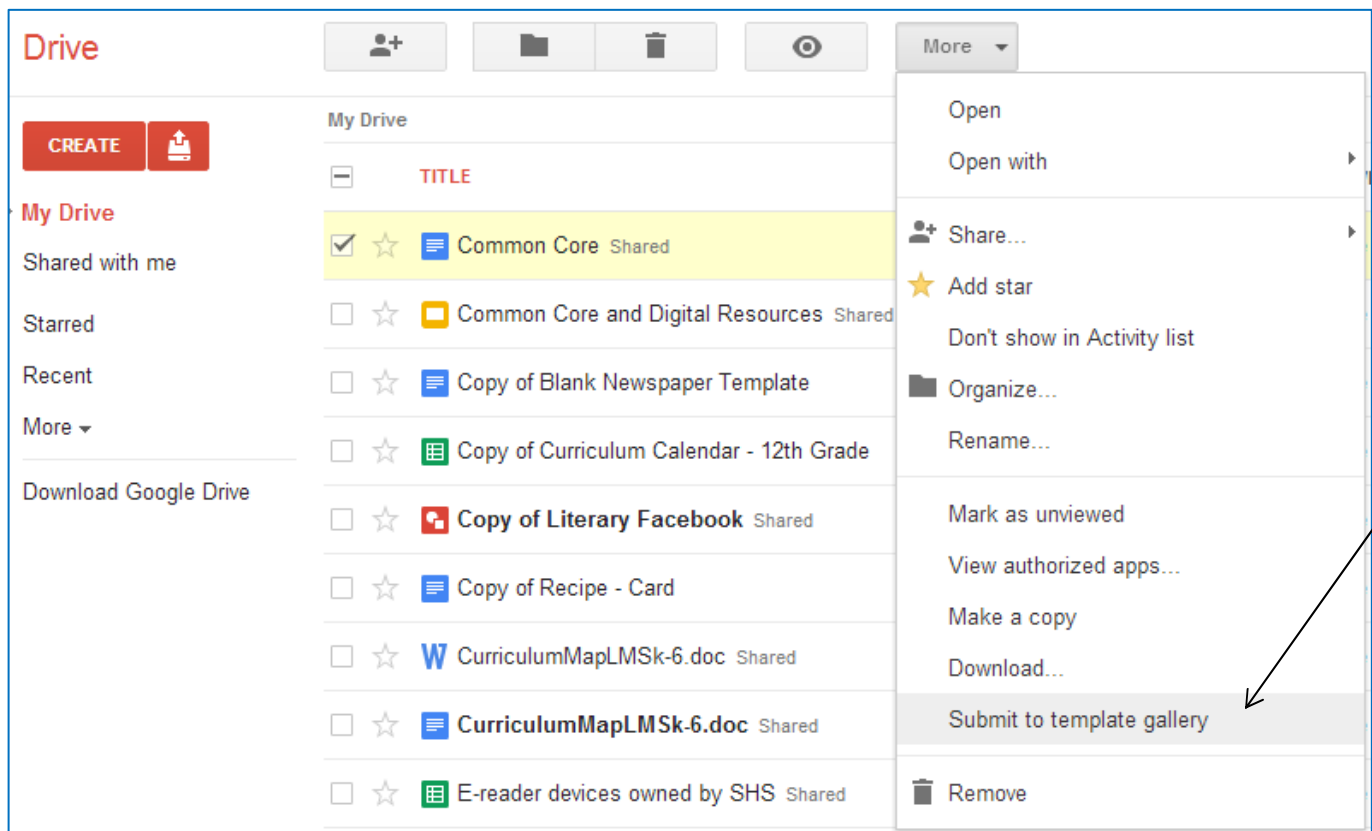 Drive
More
CREATE
My Drive
Shared with me
Starred
Recent
More
Download Google Drive
My Drive
TITLE
Common Core Shared
Common Core and Digital Resources Shared
Copy of Blank Newspaper Template
Copy of Curriculum Calendar - 12th Grade
Copy of Literary Facebook Shared
Copy of Recipe - Card
W CurriculumMapLMSk-6.doc Shared
CurriculumMapLMSk-6.doc Shared
E-reader devices owned by SHS Shared
Open
Open with
Share...
Add star
Don't show in Activity list
Organize...
Rename...
Mark as unviewed
View authorized apps...
Make a copy
Download...
Submit to template gallery
Remove